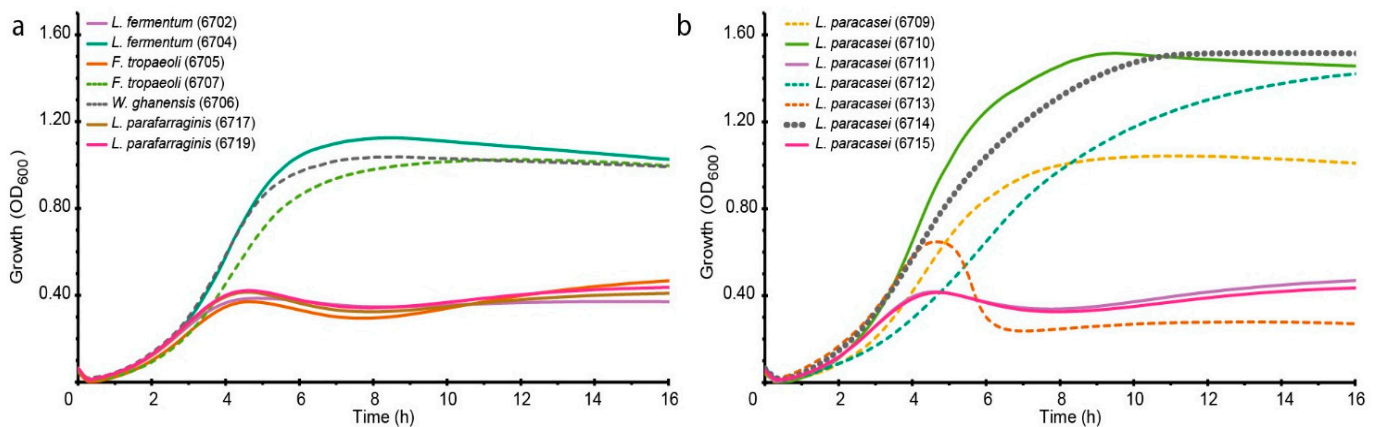 a
L. fermentum (6702)
L. fermentum (6704)
F. tropaeoli (6705)
F. tropaeoli (6707)
W. ghanensis (6706)
L. parafarraginis (6717)
L. parafarraginis (6719)
1.60
1.20
0.80
0.40
Growth (OD600)
0 2 4 6 8 10 12 14 16
Time (h)
b
L. paracasei (6709)
L. paracasei (6710)
L. paracasei (6711)
L. paracasei (6712)
L. paracasei (6713)
L. paracasei (6714)
L. paracasei (6715)
1.60
1.20
0.80
0.40
Growth (OD600)
0 2 4 6 8 10 12 14 16
Time (h)